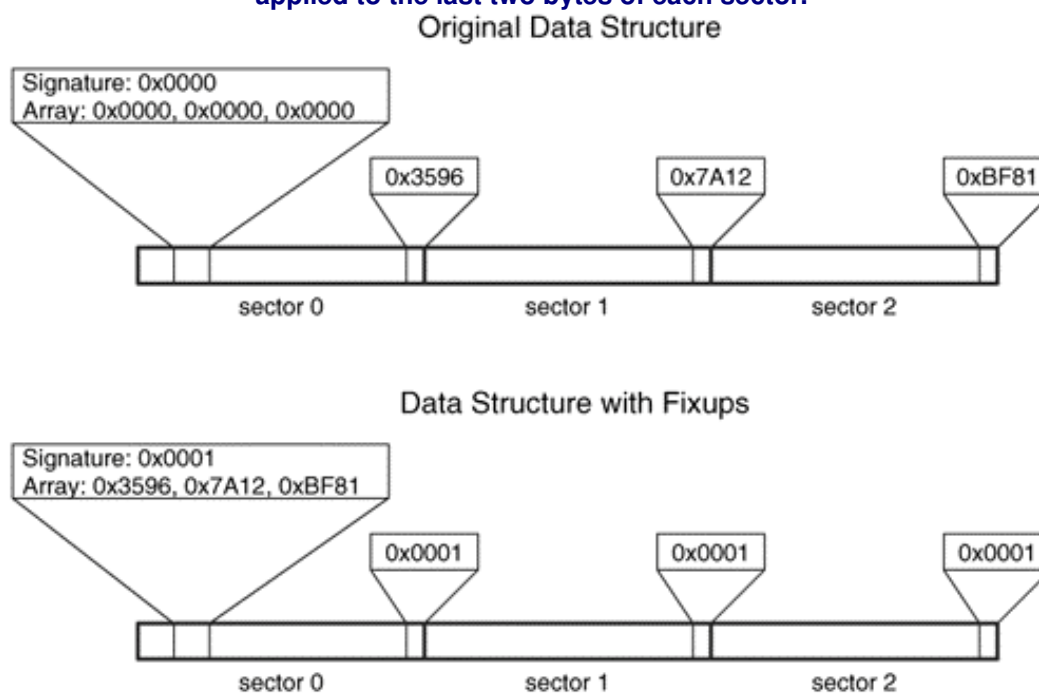 applied to the last two bytes of each sector.
Original Data Structure
Signature: 0x0000
Array: 0x0000, 0x0000, 0x0000
0x3596
0x7A12
0xBF81
sector 0
sector 1
sector 2
Data Structure with Fixups
Signature: 0x0001
Array: 0x3596, 0x7A12, 0xBF81
0x0001
0x0001
0x0001
sector 0
sector 1
sector 2